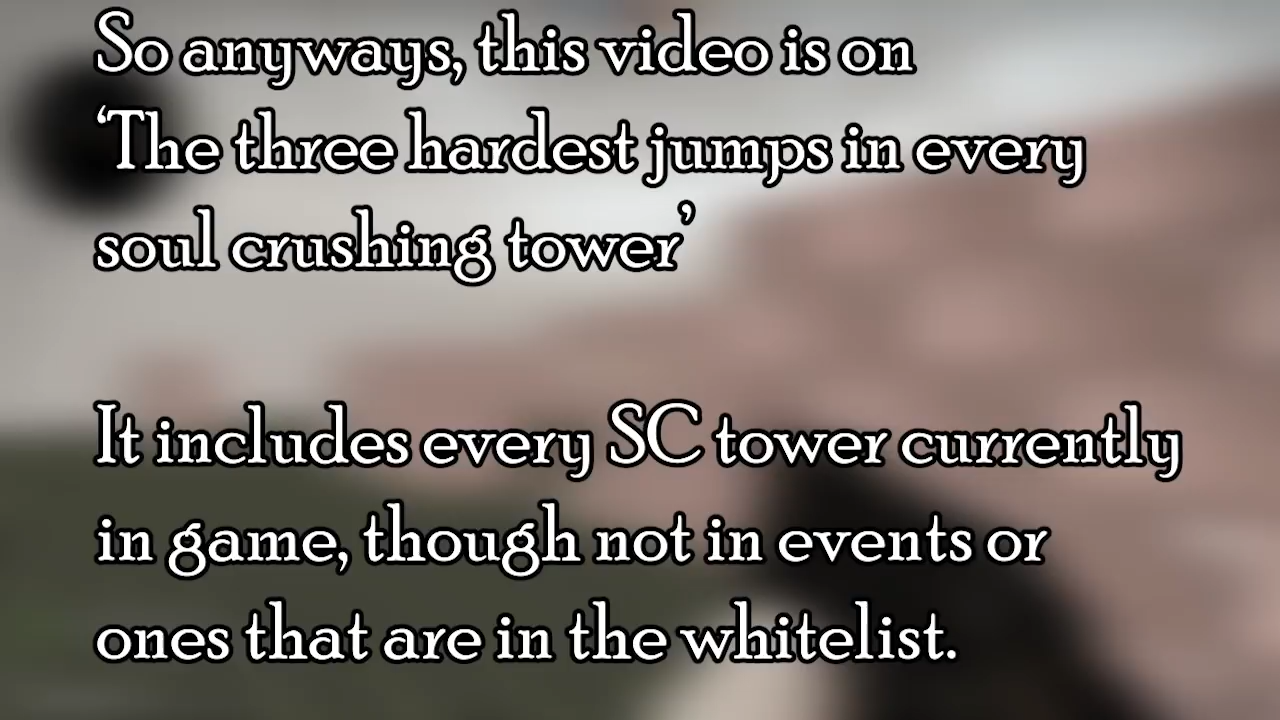 So anyways, this video is on
‘The three hardest jumps in every
soul crushing tower’
It includes every SC tower currently
in game, though not in events or
ones that are in the whitelist.